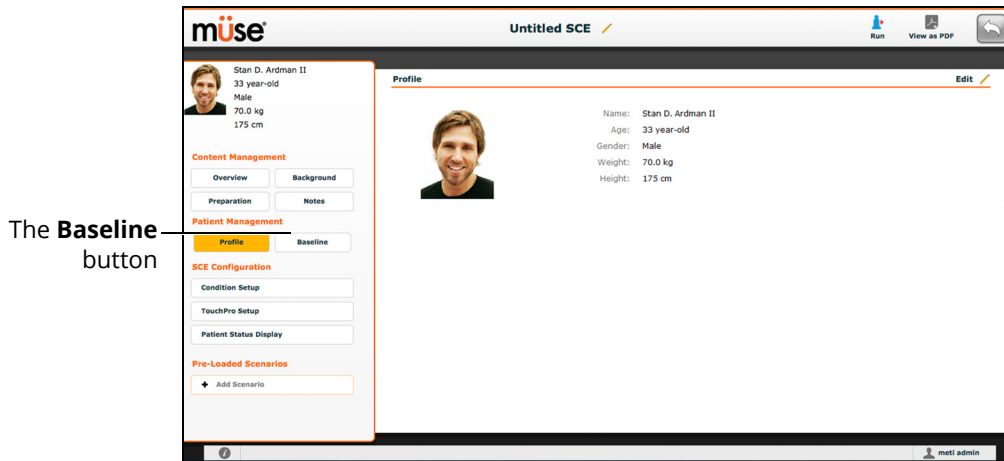 müse
Untitled SCE
Run
View as PDF
Stan D. Ardman II
33 year-old
Male
70.0 kg
175 cm
Content Management
Overview Background
Preparation Notes
Patient Management
Profile Baseline
SCE Configuration
Condition Setup
TouchPro Setup
Patient Status Display
Pre-Loaded Scenarios
+ Add Scenario
Profile Edit
Name: Stan D. Ardman II
Age: 33 year-old
Gender: Male
Weight: 70.0 kg
Height: 175 cm
The Baseline
button
meti admin